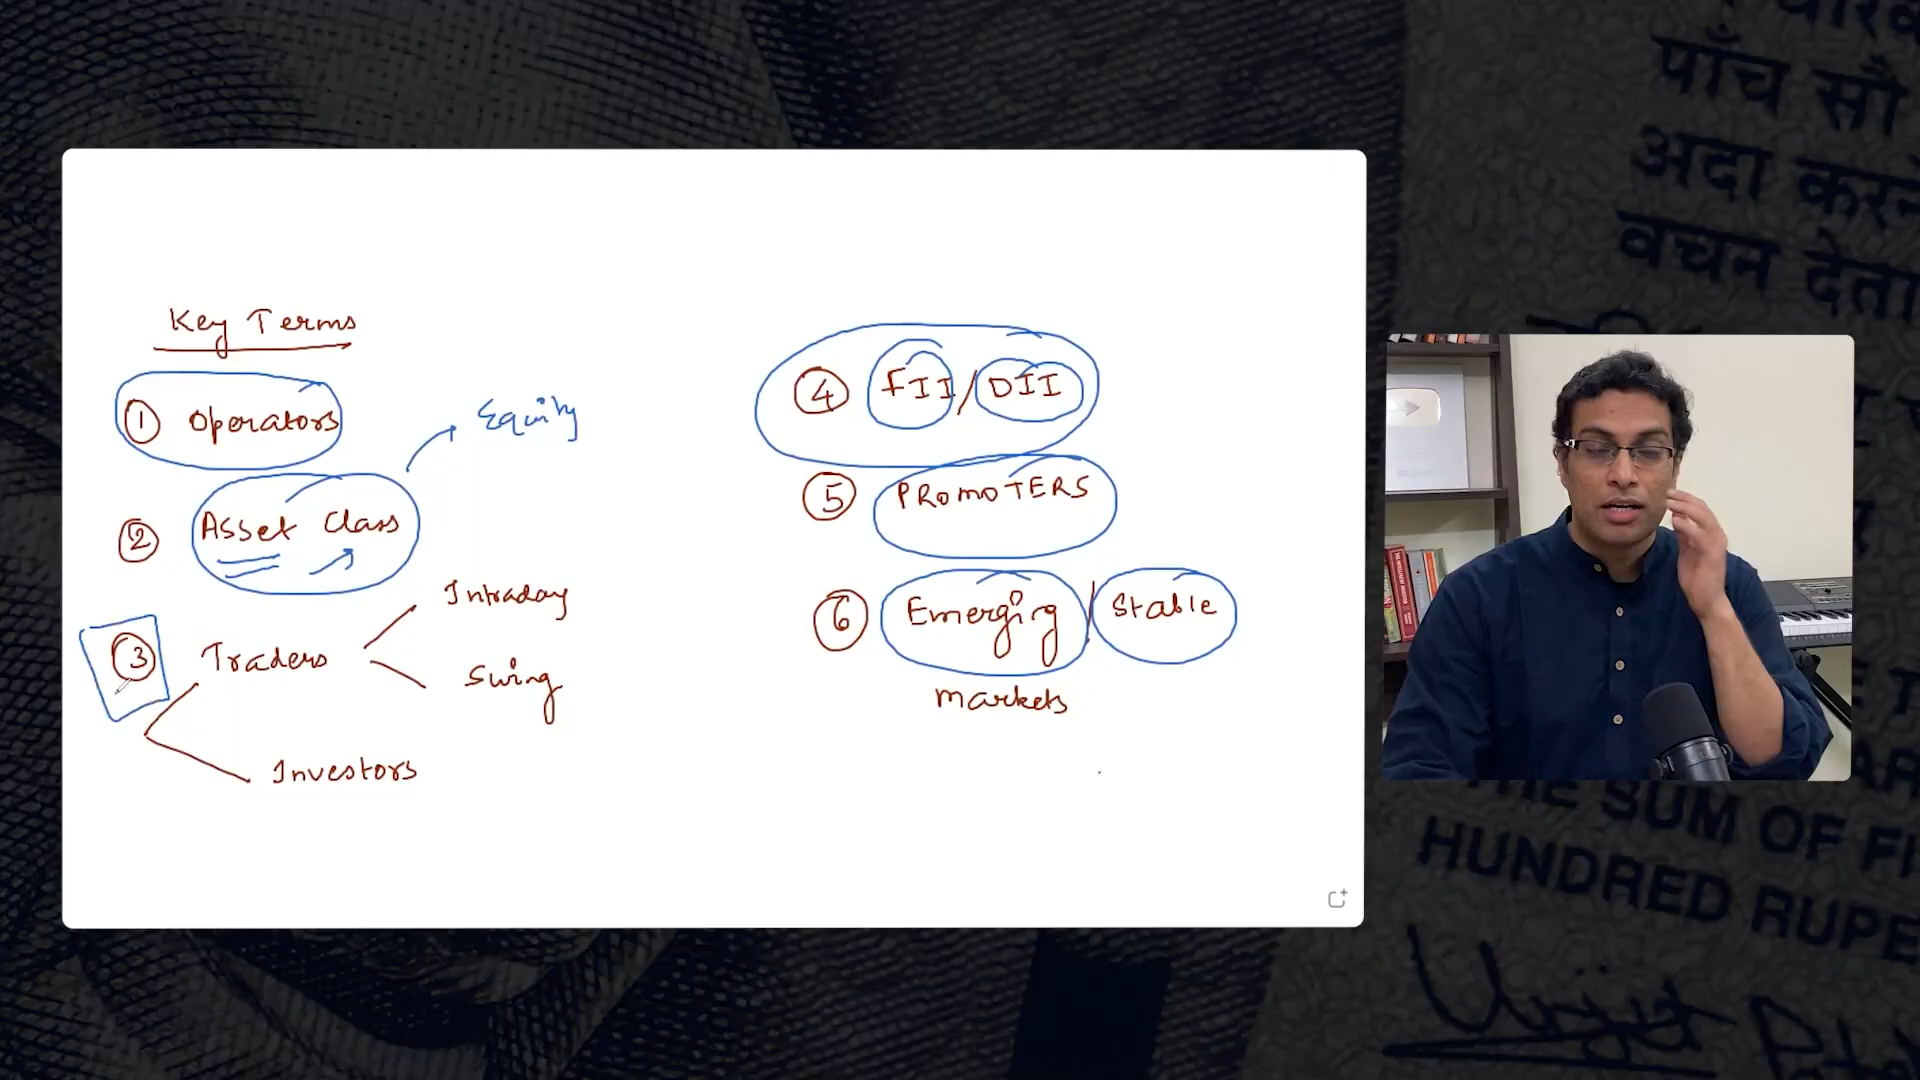 Key Terms
① Operators
Equity
② Asset Class
③ Traders
Intraday
Swing
Investors
④ FII / DII
⑤ PROMOTERS
⑥ Emerging / Stable
Markets
पाँच सौ
अदा करने
वचन देता
THE SUM OF FI
HUNDRED RUPE